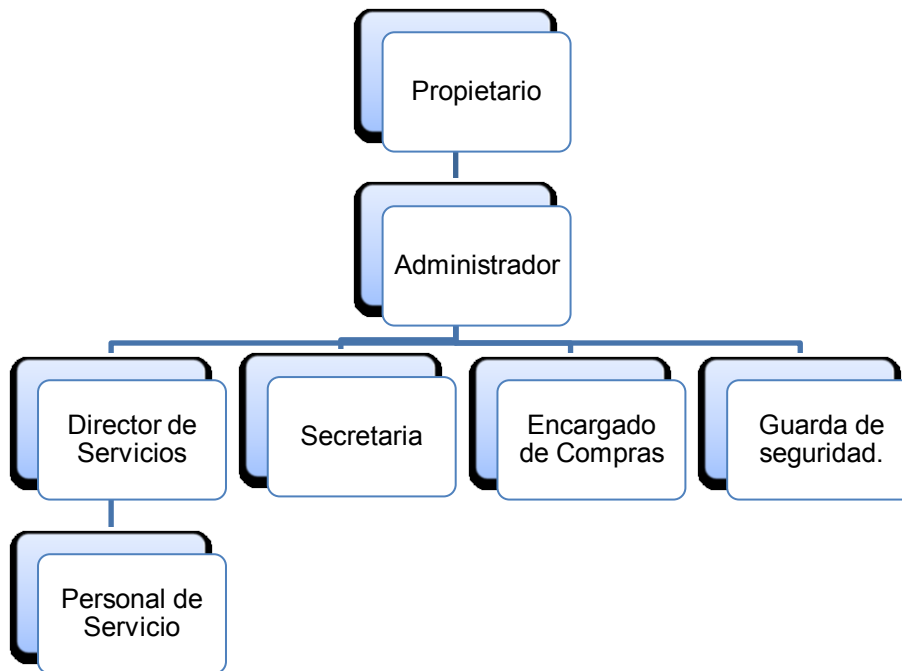 Propietario
Administrador
Director de
Servicios
Secretaria
Encargado
de Compras
Guarda de
seguridad.
Personal de
Servicio